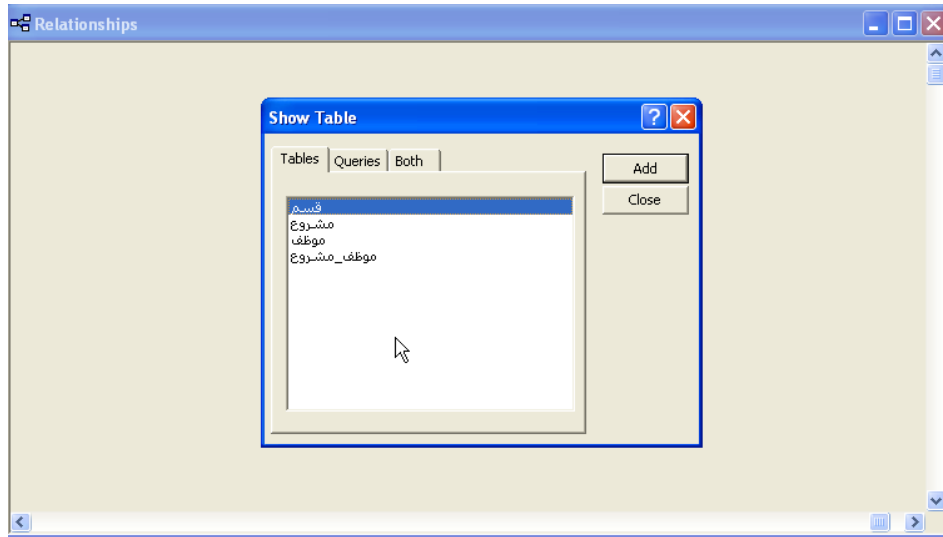 Relationships
Show Table
Tables Queries Both
Add
Close
قسم
مشروع
موظف
موظف_مشروع